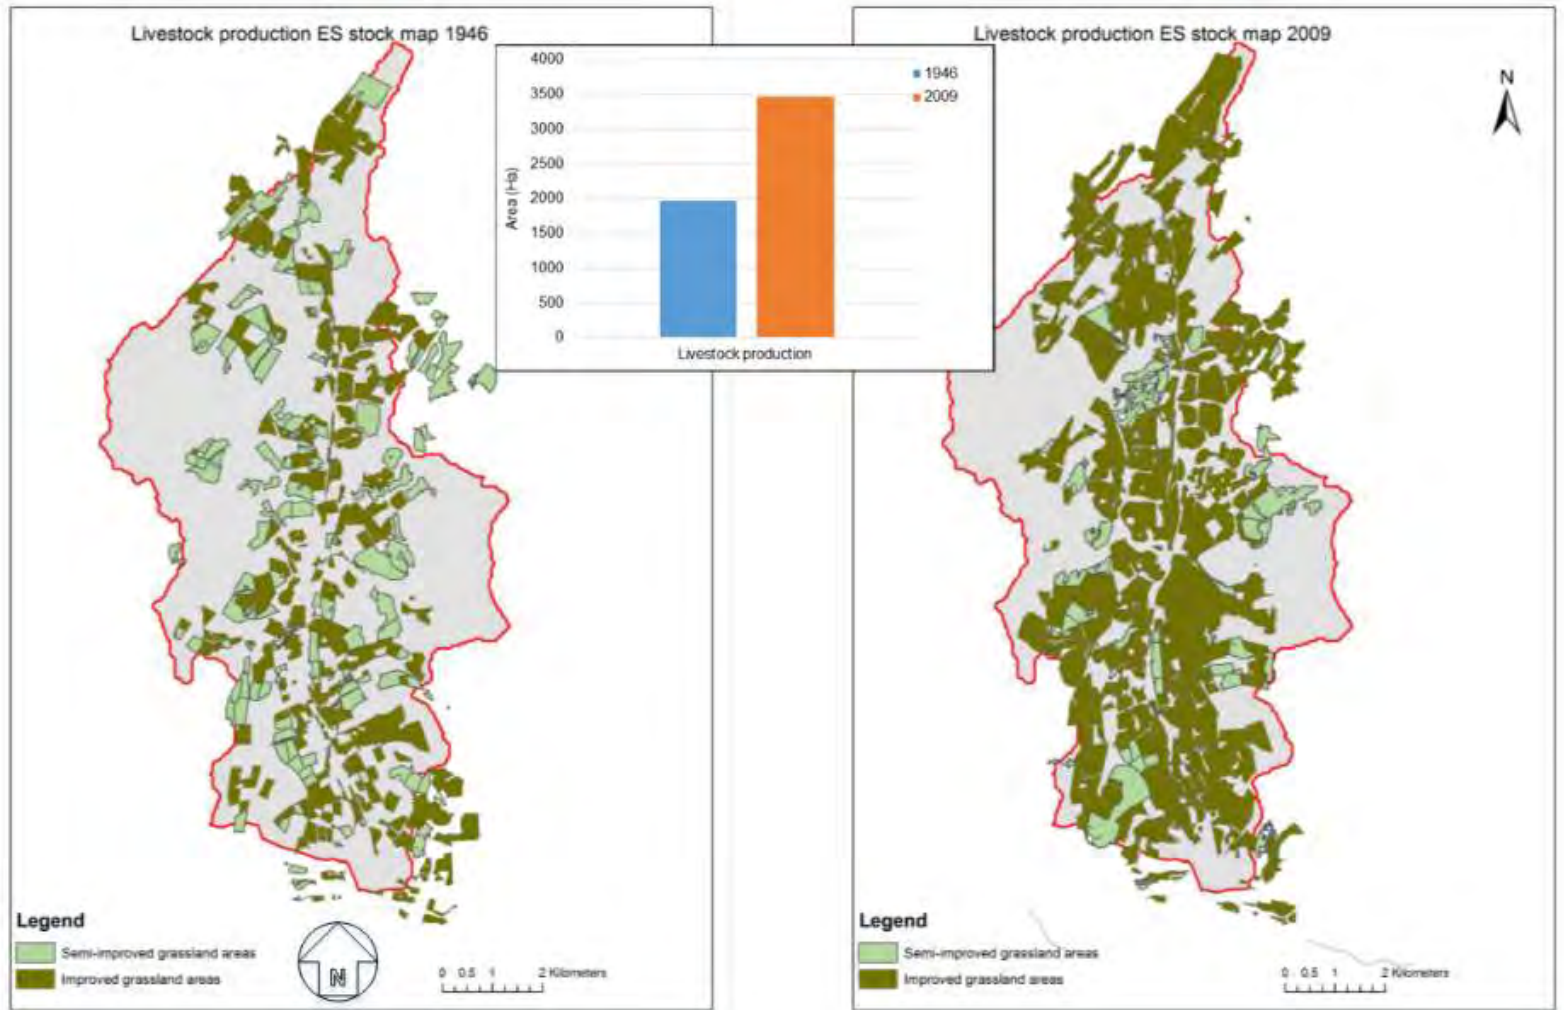 Livestock production ES stock map 1946
Livestock production ES stock map 2009
4000
3500
3000
2500
2000
1500
1000
500
0
Area (Ha)
Livestock production
1946
2009
N
Legend
Semi-improved grassland areas
Improved grassland areas
N
0 0.5 1 2 Kilometers
Legend
Semi-improved grassland areas
Improved grassland areas
0 0.5 1 2 Kilometers